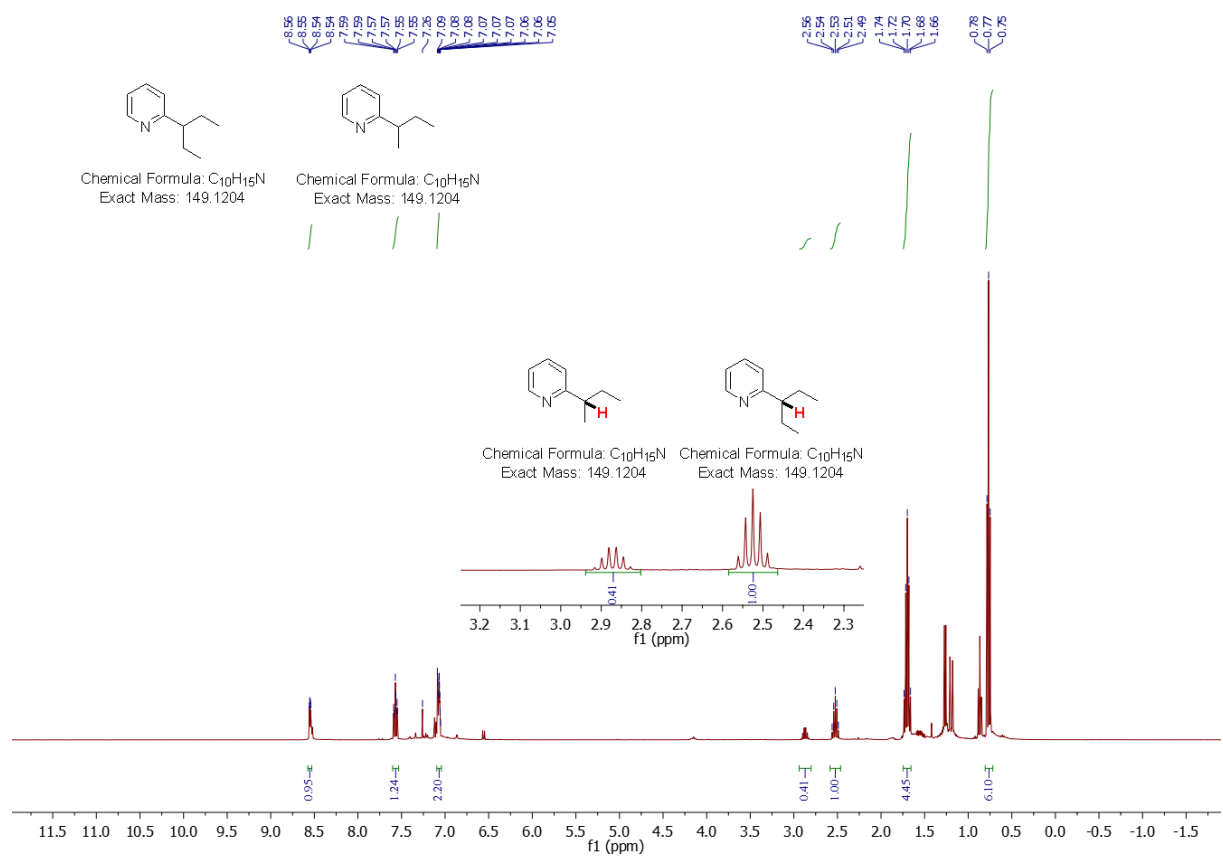 8.56
8.55
8.54
8.54
7.59
7.59
7.57
7.57
7.55
7.55
7.26
7.09
7.08
7.08
7.07
7.07
7.07
7.06
7.06
7.05
2.56
2.54
2.53
2.51
2.49
1.74
1.72
1.70
1.68
1.66
0.78
0.77
0.75
N
N
Chemical Formula: C10H15N
Exact Mass: 149.1204
Chemical Formula: C10H15N
Exact Mass: 149.1204
N
H
N
H
Chemical Formula: C10H15N
Exact Mass: 149.1204
Chemical Formula: C10H15N
Exact Mass: 149.1204
0.41
1.00
3.2 3.1 3.0 2.9 2.8 2.7 2.6 2.5 2.4 2.3
f1 (ppm)
0.95
1.24
2.20
0.41
1.00
4.45
6.10
11.5 11.0 10.5 10.0 9.5 9.0 8.5 8.0 7.5 7.0 6.5 6.0 5.5 5.0 4.5 4.0 3.5 3.0 2.5 2.0 1.5 1.0 0.5 0.0 -0.5 -1.0 -1.5
f1 (ppm)